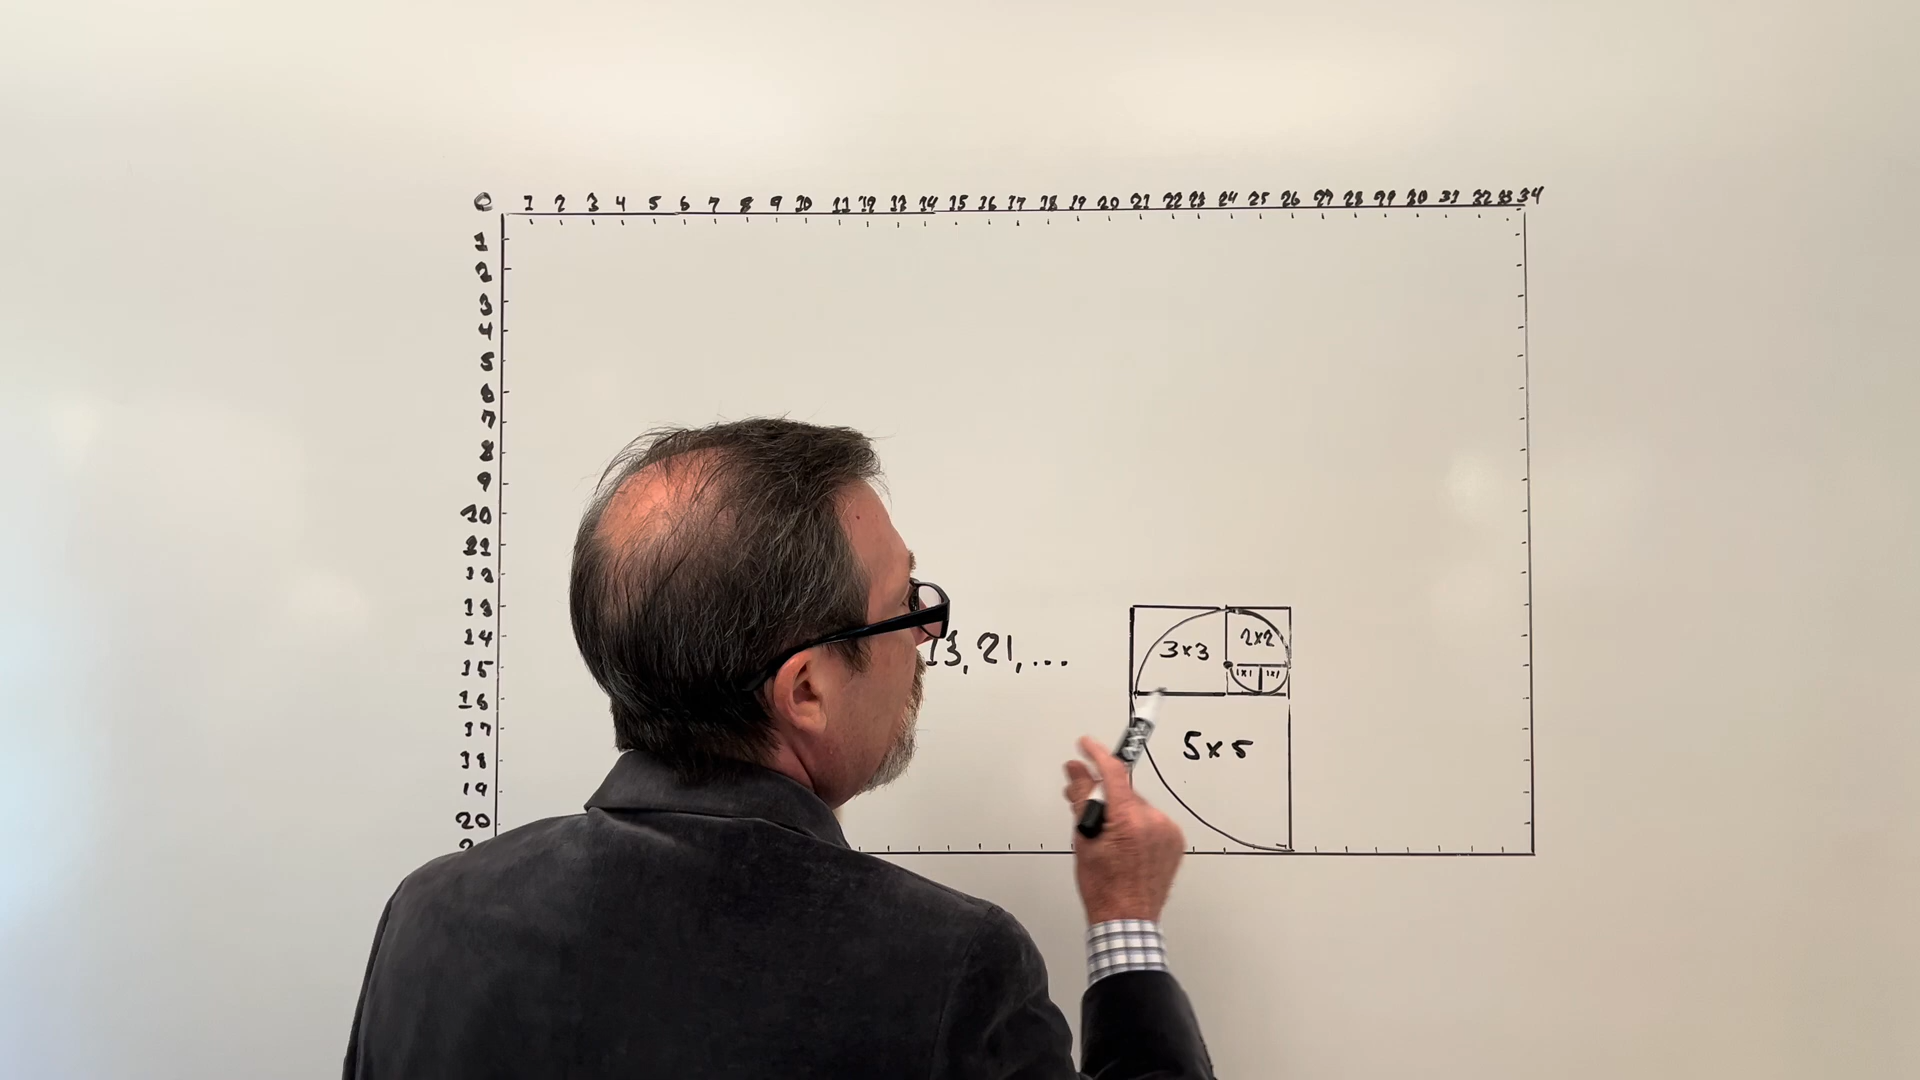 0 1 2 3 4 5 6 7 8 9 10 11 12 13 14 15 16 17 18 19 20 21 22 23 24 25 26 27 28 29 30 31 32 33 34
1
2
3
4
5
6
7
8
9
10
11
12
13
14
15
16
17
18
19
20
13, 21, ...
3x3
2x2
1x1
1x1
5x5